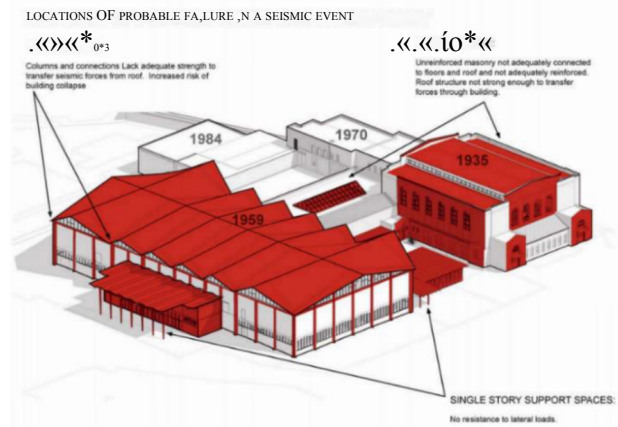 LOCATIONS OF PROBABLE FA,LURE ,N A SEISMIC EVENT
.«»«*0*3
.«.«.ío*«
Columns and connections Lack adequate strength to
transfer seismic forces from roof. Increased risk of
building collapse
Unreinforced masonry not adequately connected
to floors and roof and not adequately reinforced.
Roof structure not strong enough to transfer
forces through building.
1984
1970
1935
1959
SINGLE STORY SUPPORT SPACES:
No resistance to lateral loads.